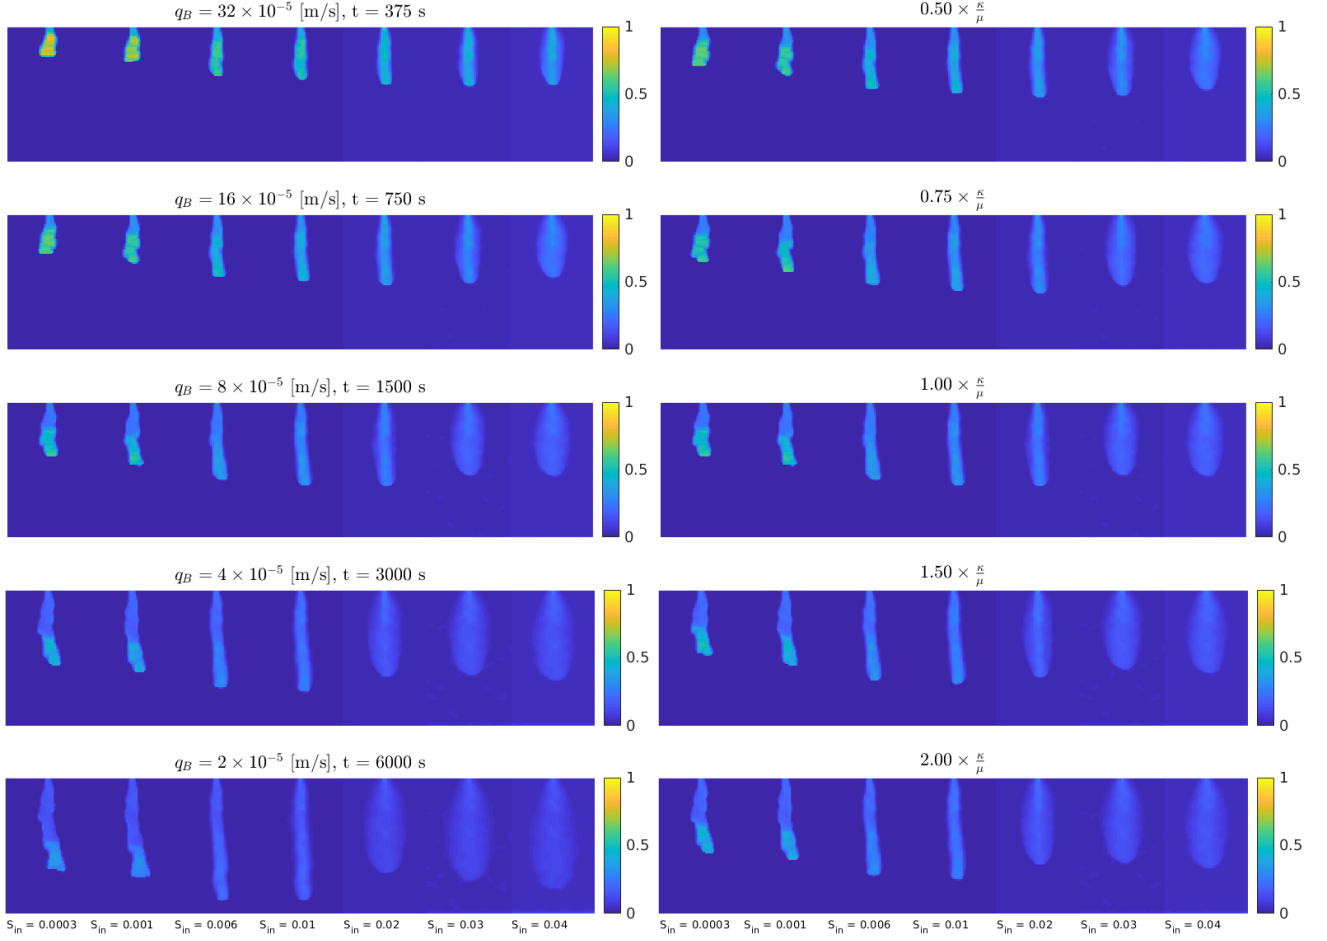 q_B = 32 × 10^−5 [m/s], t = 375 s
1
0.5
0
0.50 × κ/μ
1
0.5
0
q_B = 16 × 10^−5 [m/s], t = 750 s
1
0.5
0
0.75 × κ/μ
1
0.5
0
q_B = 8 × 10^−5 [m/s], t = 1500 s
1
0.5
0
1.00 × κ/μ
1
0.5
0
q_B = 4 × 10^−5 [m/s], t = 3000 s
1
0.5
0
1.50 × κ/μ
1
0.5
0
q_B = 2 × 10^−5 [m/s], t = 6000 s
1
0.5
0
2.00 × κ/μ
1
0.5
0
S_in = 0.0003 S_in = 0.001 S_in = 0.006 S_in = 0.01 S_in = 0.02 S_in = 0.03 S_in = 0.04
S_in = 0.0003 S_in = 0.001 S_in = 0.006 S_in = 0.01 S_in = 0.02 S_in = 0.03 S_in = 0.04